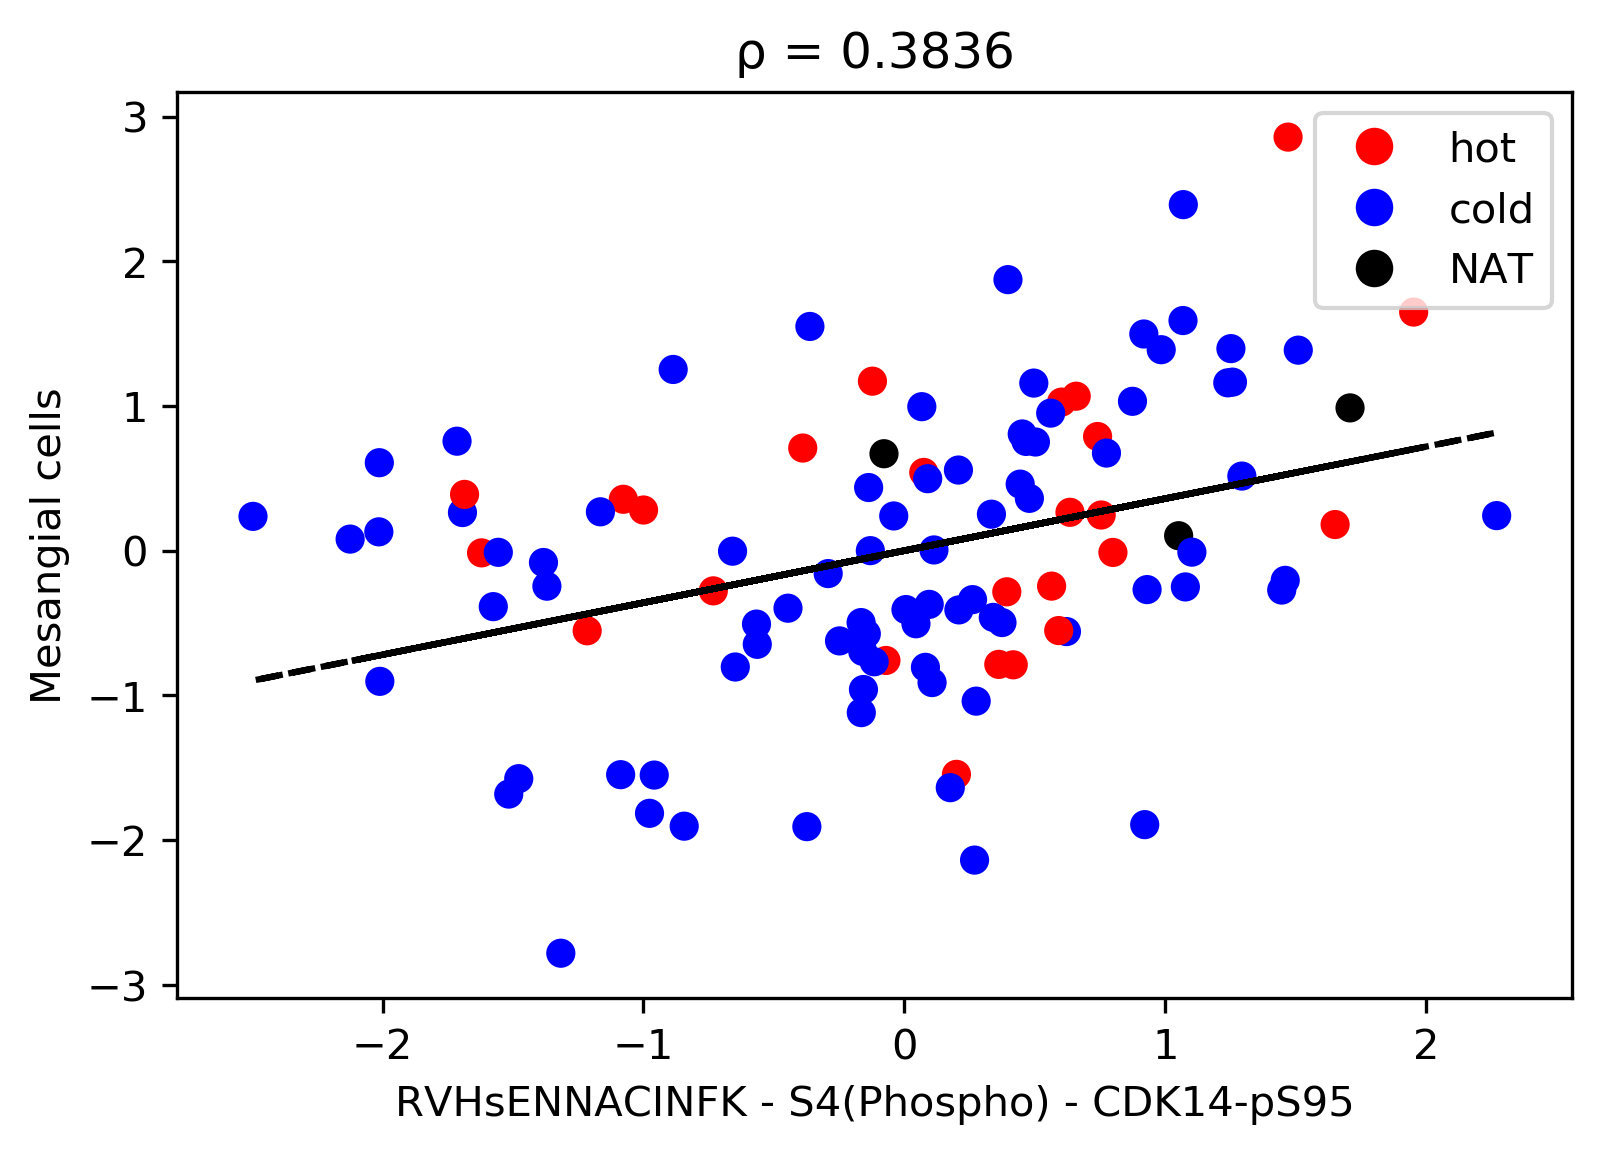 ρ = 0.3836
3
2
1
0
−1
−2
−3
Mesangial cells
hot
cold
NAT
−2
−1
0
1
2
RVHsENNACINFK - S4(Phospho) - CDK14-pS95